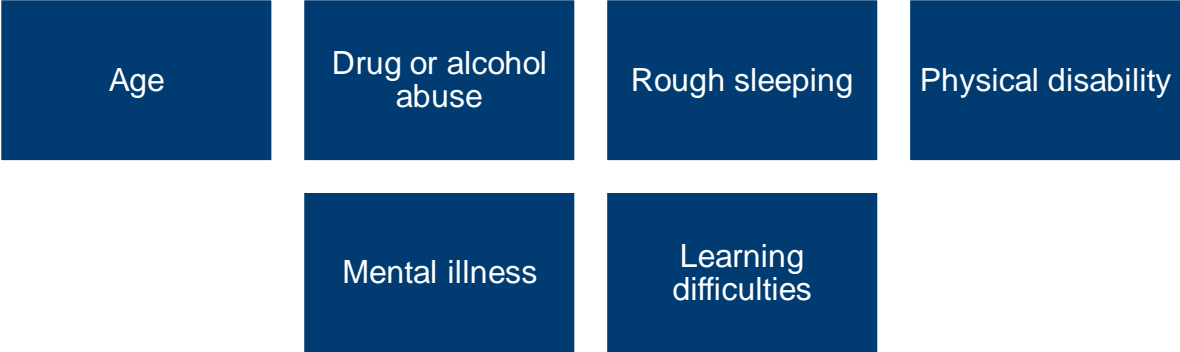 Age
Drug or alcohol
abuse
Rough sleeping
Physical disability
Mental illness
Learning
difficulties